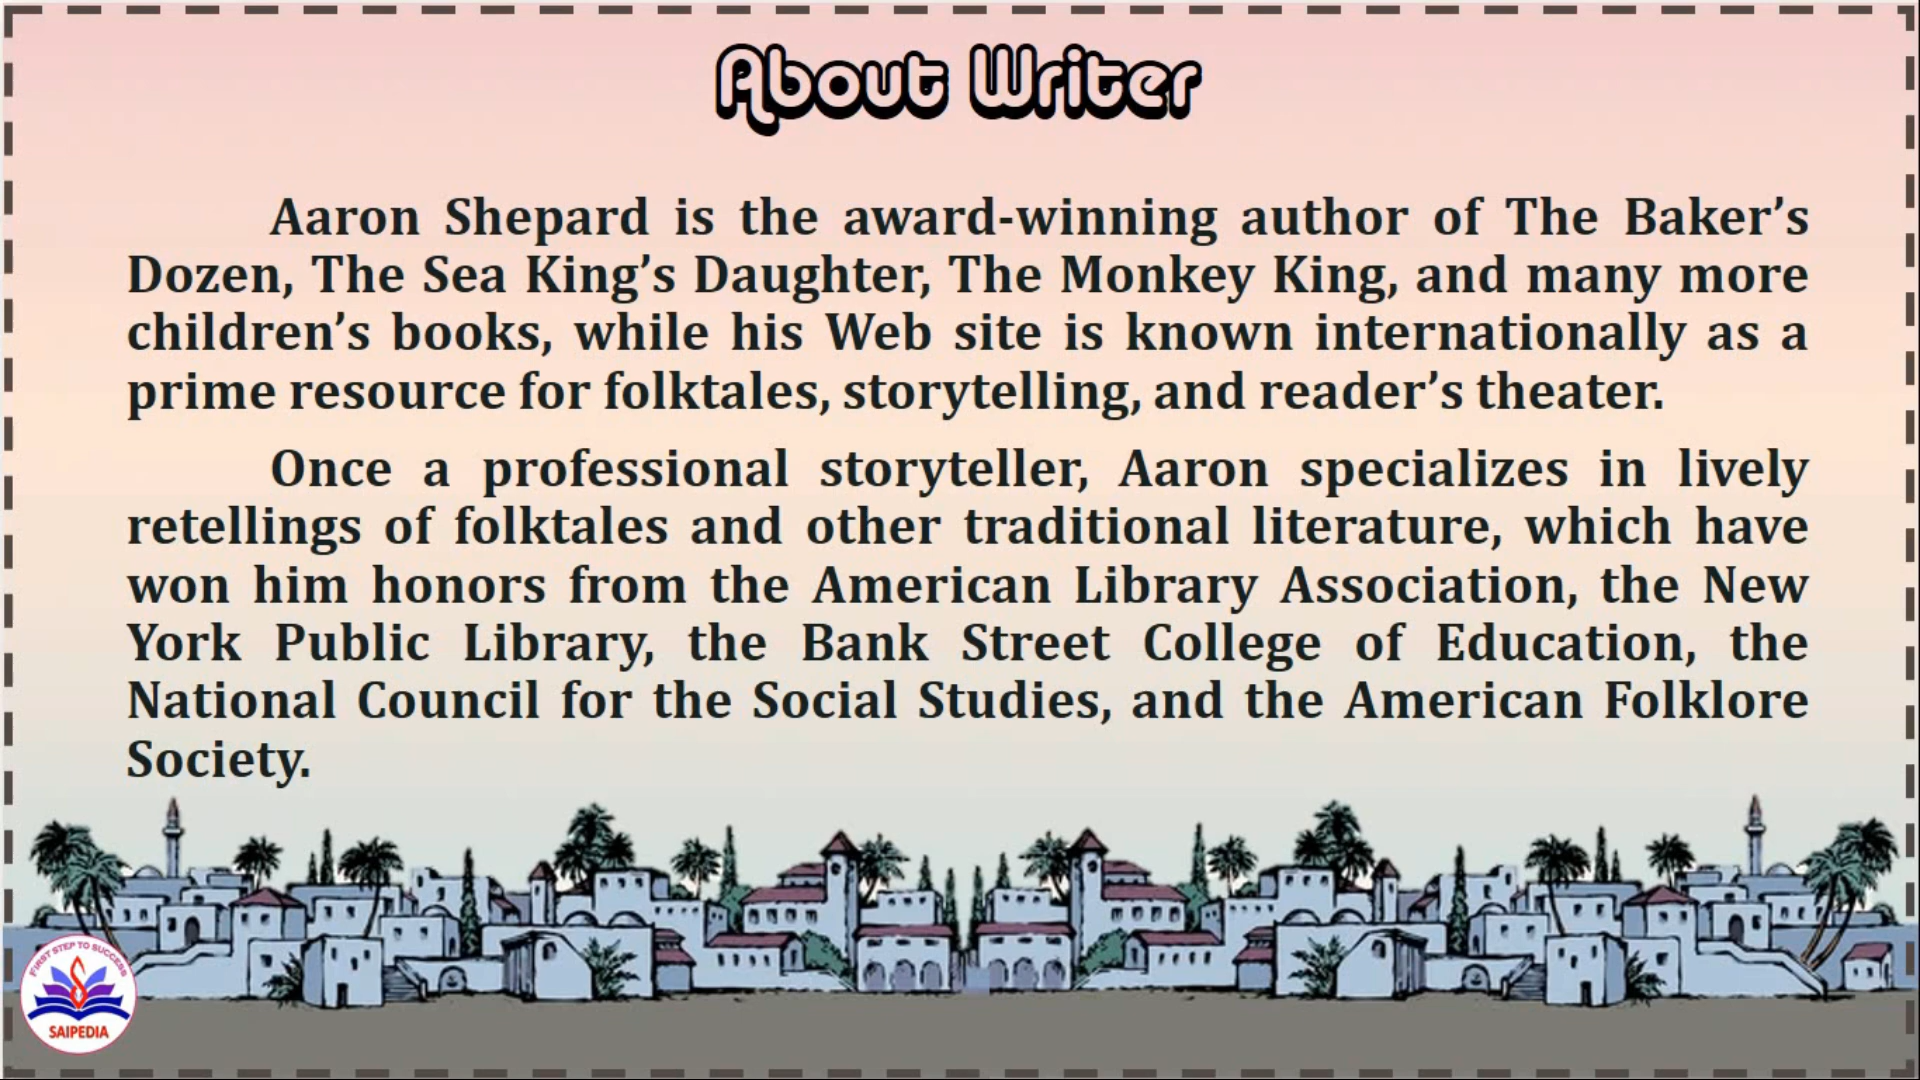 About Writer
Aaron Shepard is the award-winning author of The Baker’s
Dozen, The Sea King’s Daughter, The Monkey King, and many more
children’s books, while his Web site is known internationally as a
prime resource for folktales, storytelling, and reader’s theater.
Once a professional storyteller, Aaron specializes in lively
retellings of folktales and other traditional literature, which have
won him honors from the American Library Association, the New
York Public Library, the Bank Street College of Education, the
National Council for the Social Studies, and the American Folklore
Society.
FIRST STEP TO SUCCESS
SAIPEDIA